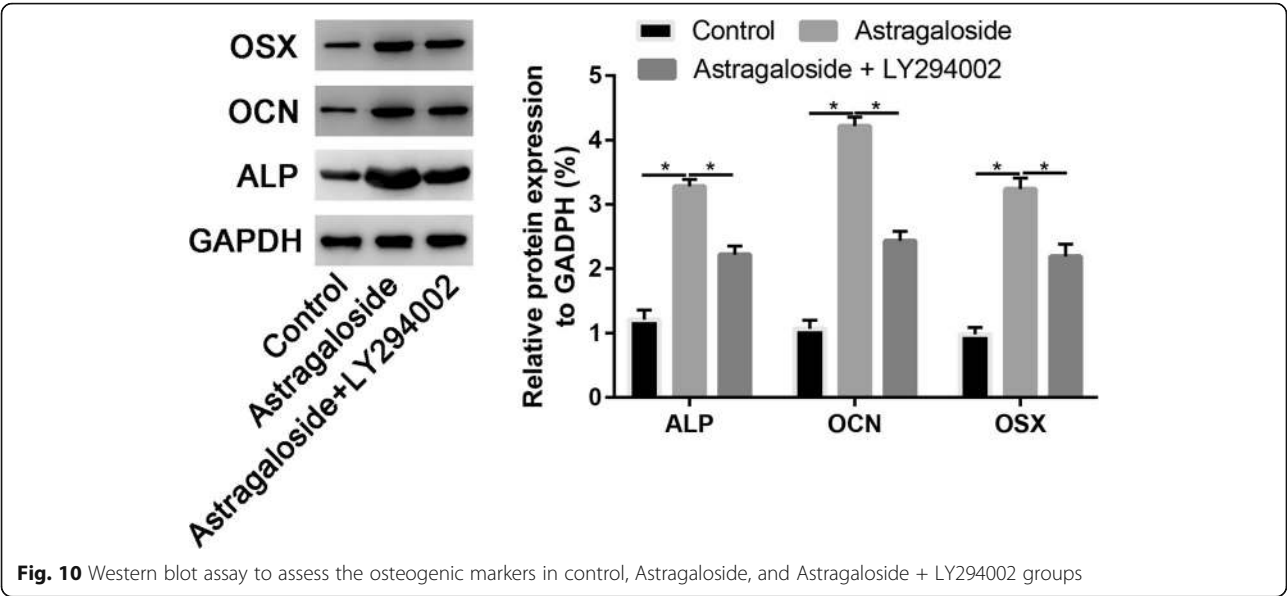 OSX
OCN
ALP
GAPDH
Control
Astragaloside
Astragaloside+LY294002
Control
Astragaloside
Astragaloside + LY294002
Relative protein expression
to GADPH (%)
5
4
3
2
1
0
* *
* *
* *
ALP OCN OSX
Fig. 10 Western blot assay to assess the osteogenic markers in control, Astragaloside, and Astragaloside + LY294002 groups